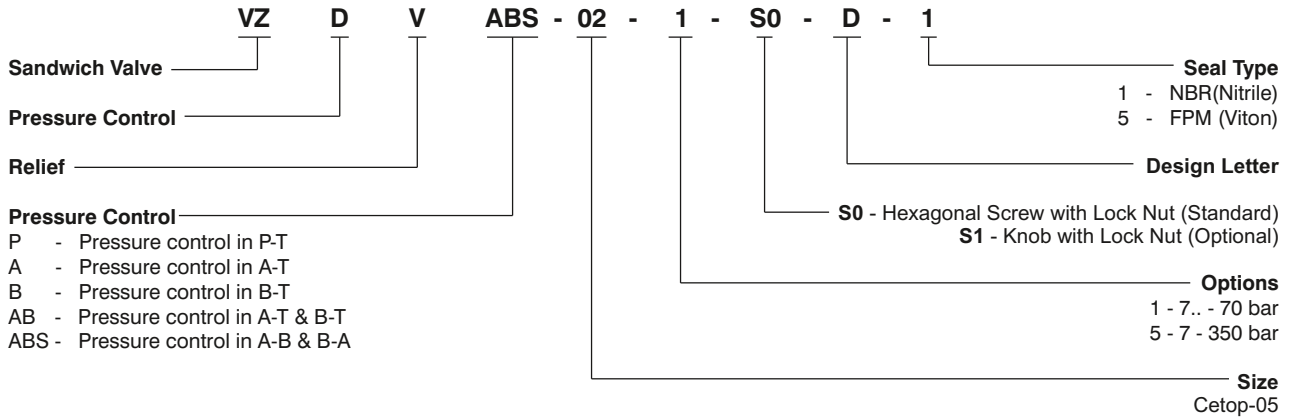 VZ D V ABS - 02 - 1 - S0 - D - 1
Sandwich Valve
Pressure Control
Relief
Pressure Control
P - Pressure control in P-T
A - Pressure control in A-T
B - Pressure control in B-T
AB - Pressure control in A-T & B-T
ABS - Pressure control in A-B & B-A
Seal Type
1 - NBR(Nitrile)
5 - FPM (Viton)
Design Letter
S0 - Hexagonal Screw with Lock Nut (Standard)
S1 - Knob with Lock Nut (Optional)
Options
1 - 7.. - 70 bar
5 - 7 - 350 bar
Size
Cetop-05